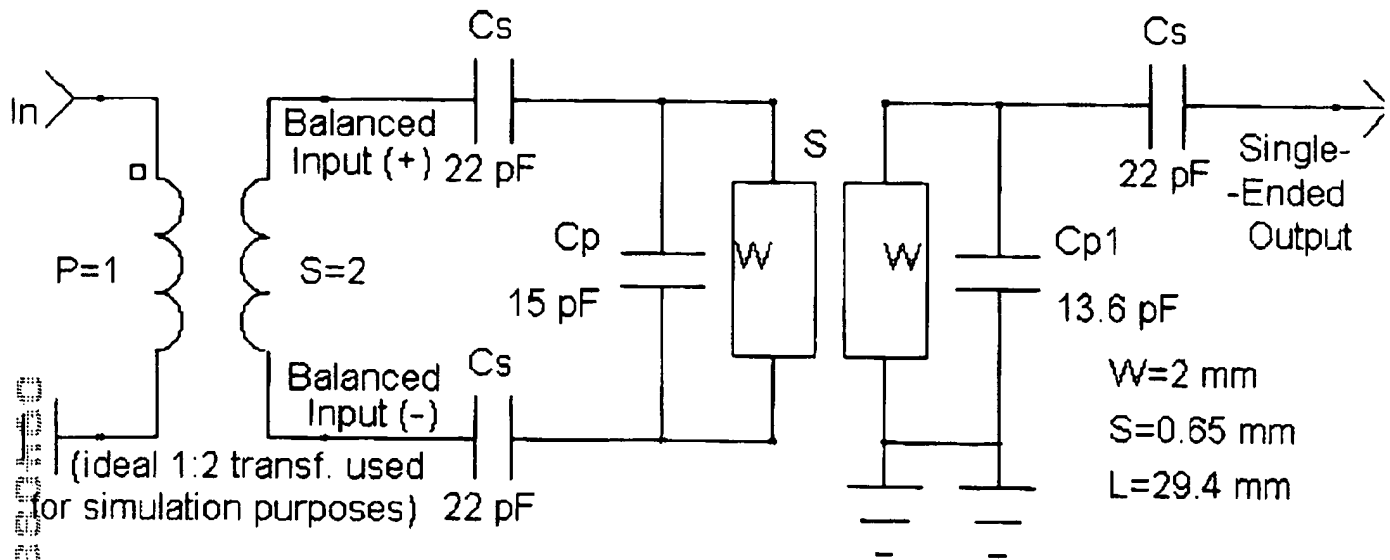 Cs
Cs
In
Balanced
Input (+)
22 pF
S
22 pF
Single-
-Ended
Output
P=1
S=2
Cp
W
W
Cp1
15 pF
13.6 pF
Balanced
Input (-)
Cs
W=2 mm
S=0.65 mm
L=29.4 mm
(ideal 1:2 transf. used
for simulation purposes)
22 pF